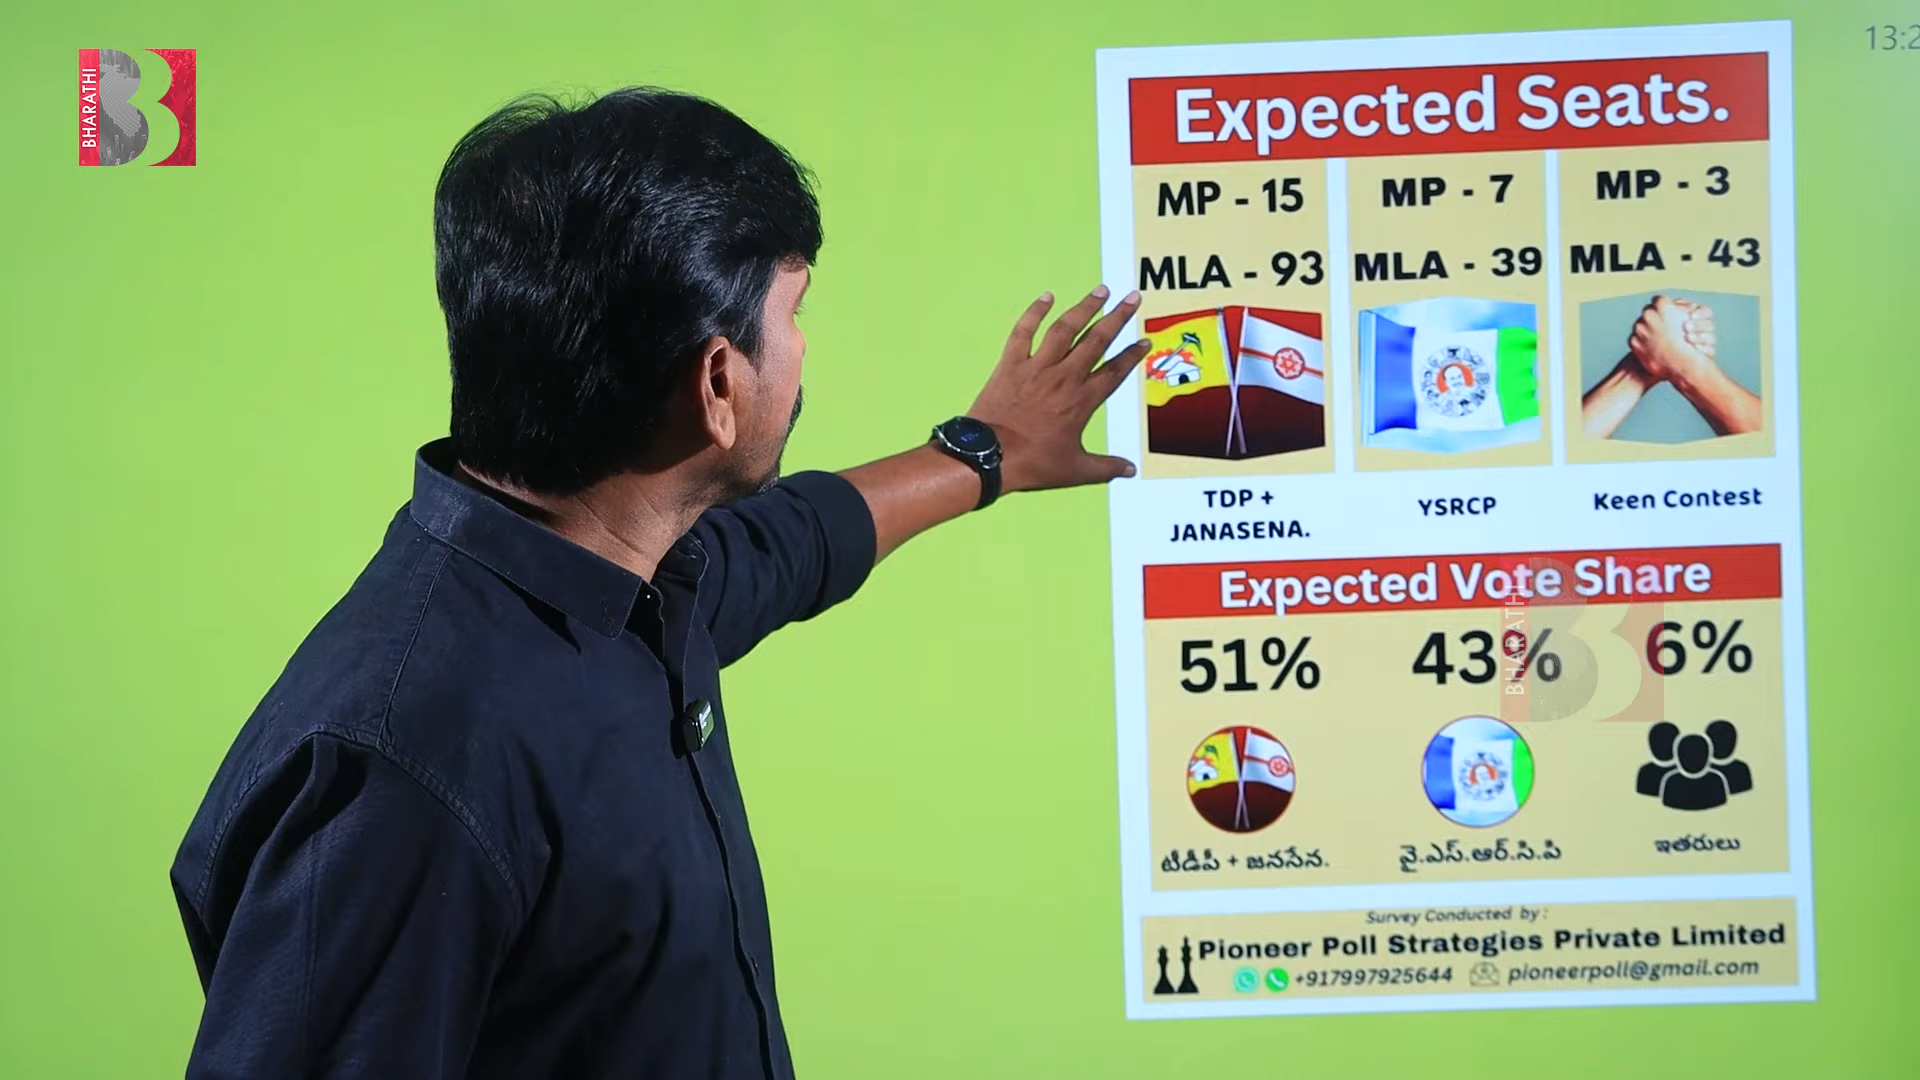 BHARATHI
13:2
Expected Seats.
MP - 15
MLA - 93
MP - 7
MLA - 39
MP - 3
MLA - 43
TDP +
JANASENA.
YSRCP
Keen Contest
Expected Vote Share
51%
43%
6%
BHARATHI
టీడీపీ + జనసేన.
వై.ఎస్.ఆర్.సి.పి
ఇతరులు
Survey Conducted by :
Pioneer Poll Strategies Private Limited
+917997925644
pioneerpoll@gmail.com